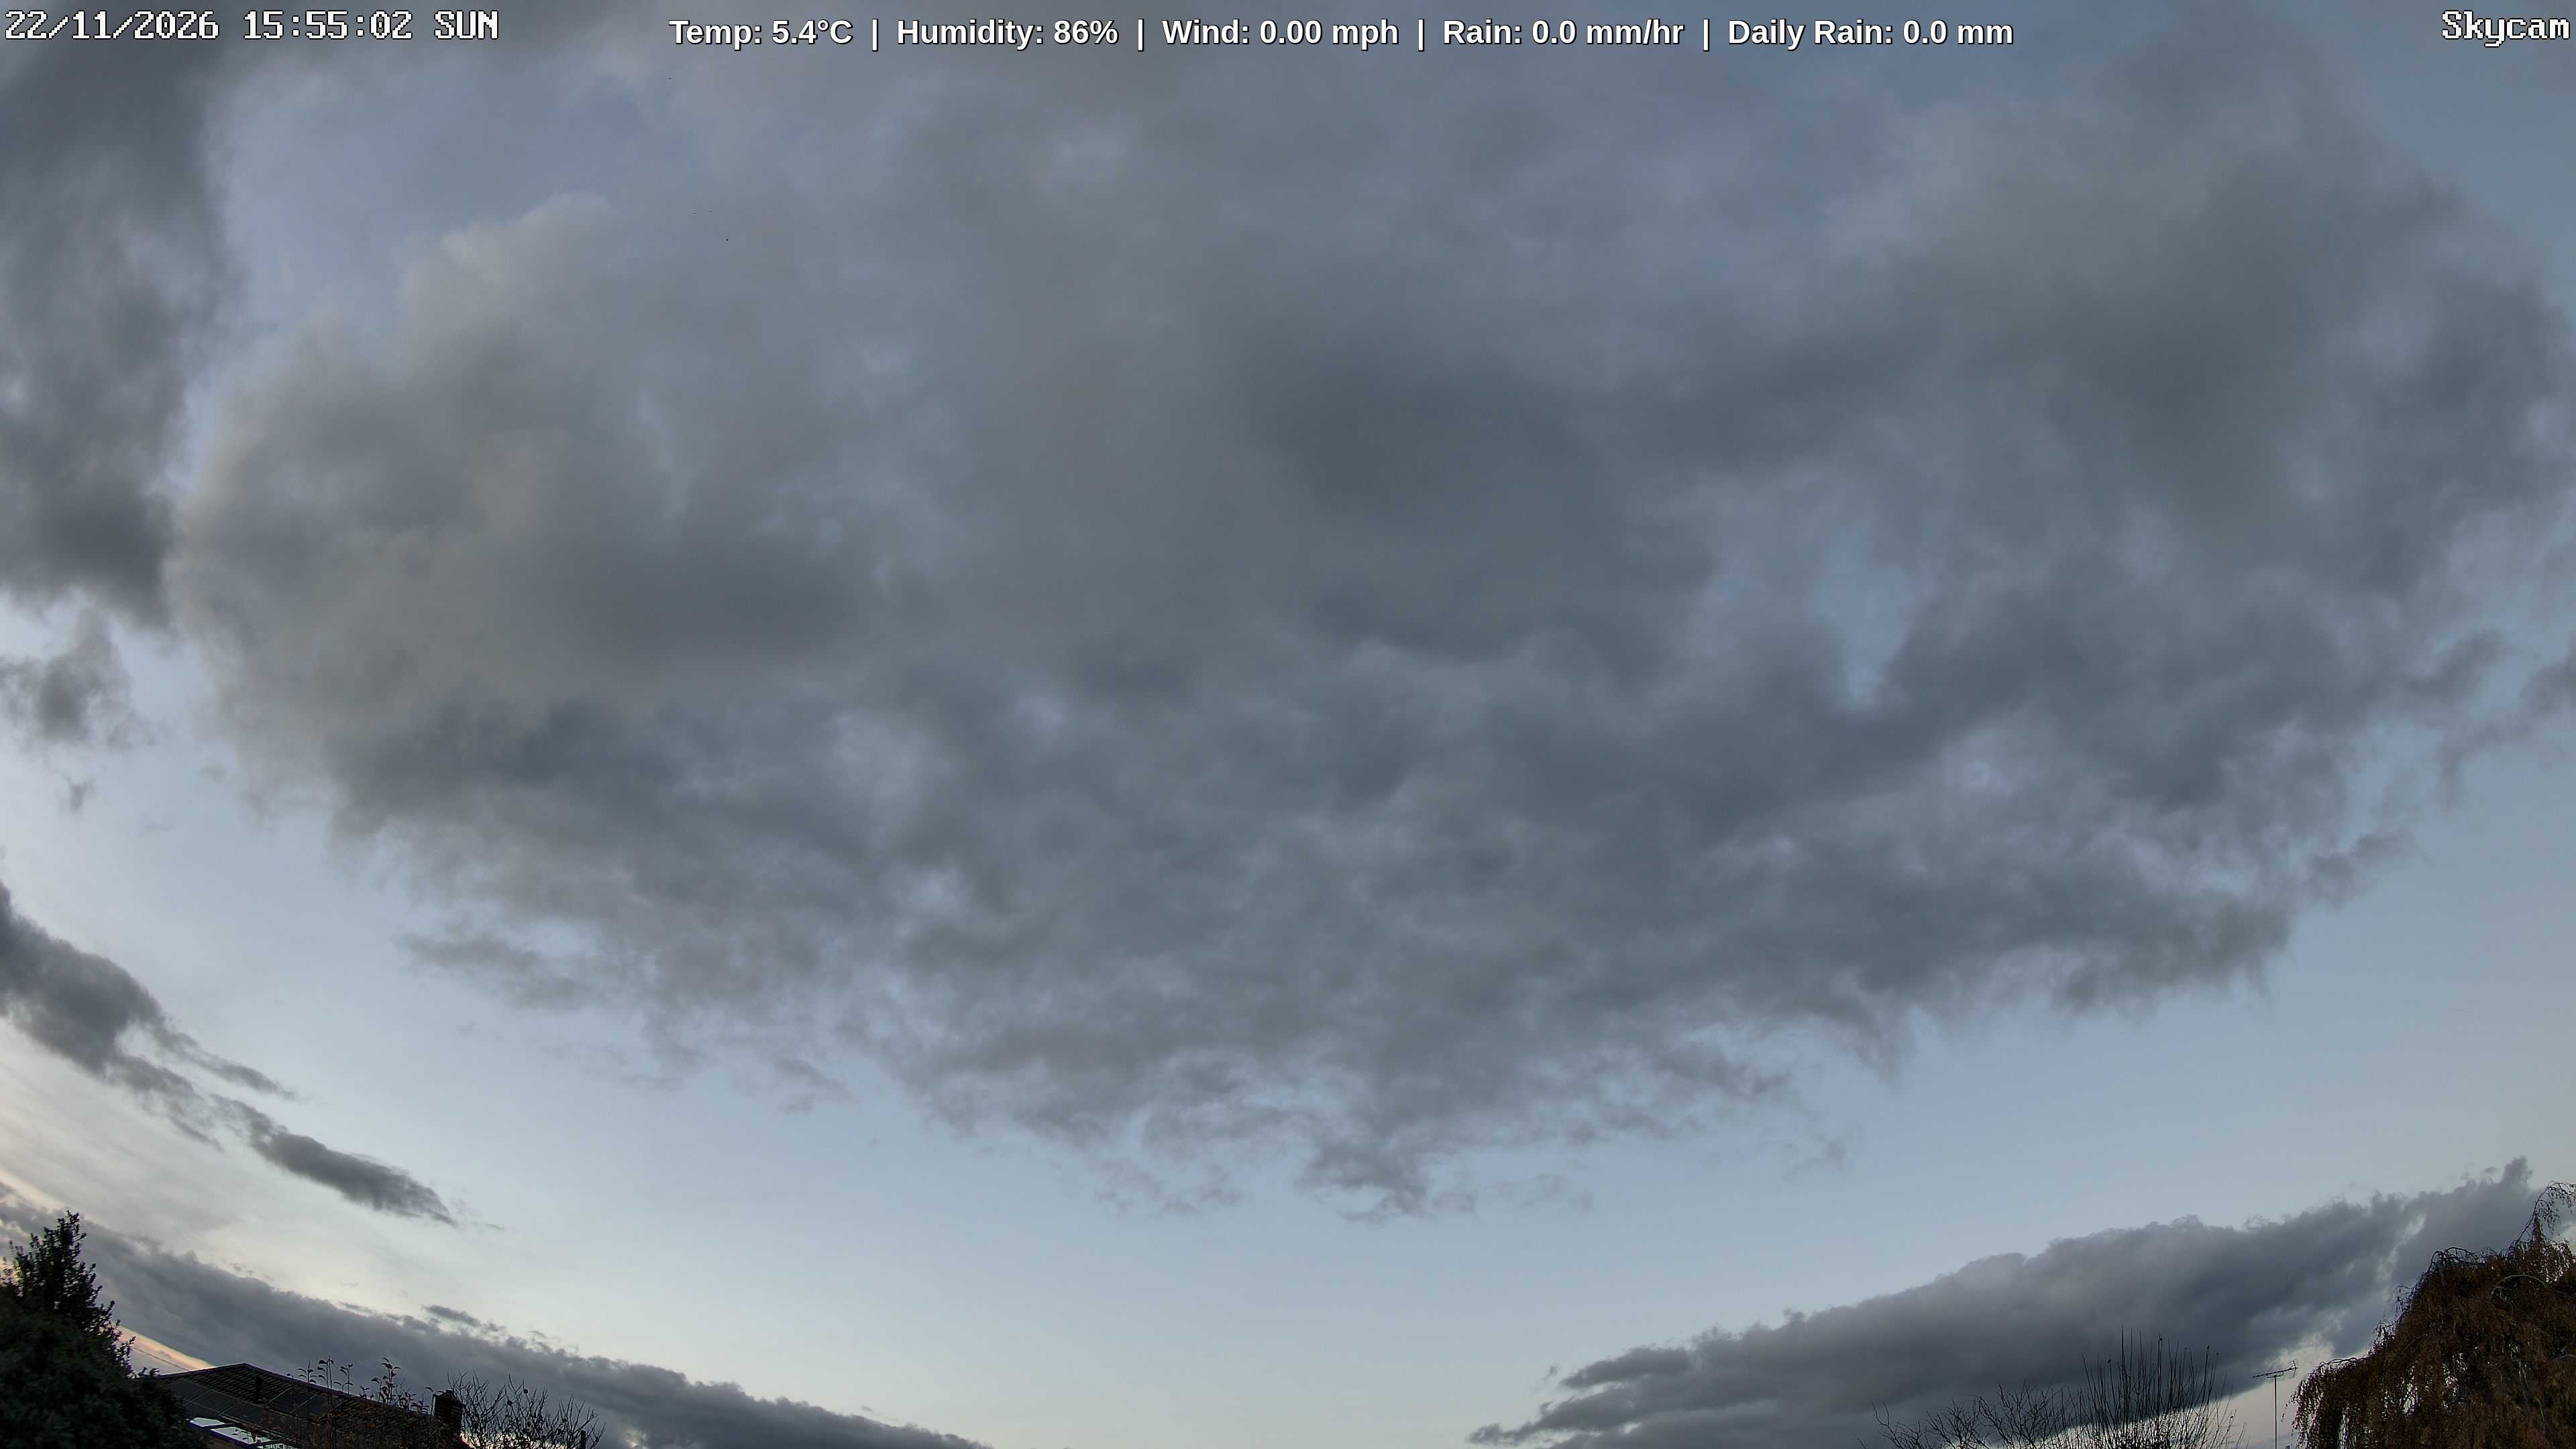 22/11/2026 15:55:02 SUN
Temp: 5.4°C | Humidity: 86% | Wind: 0.00 mph | Rain: 0.0 mm/hr | Daily Rain: 0.0 mm
Skycam